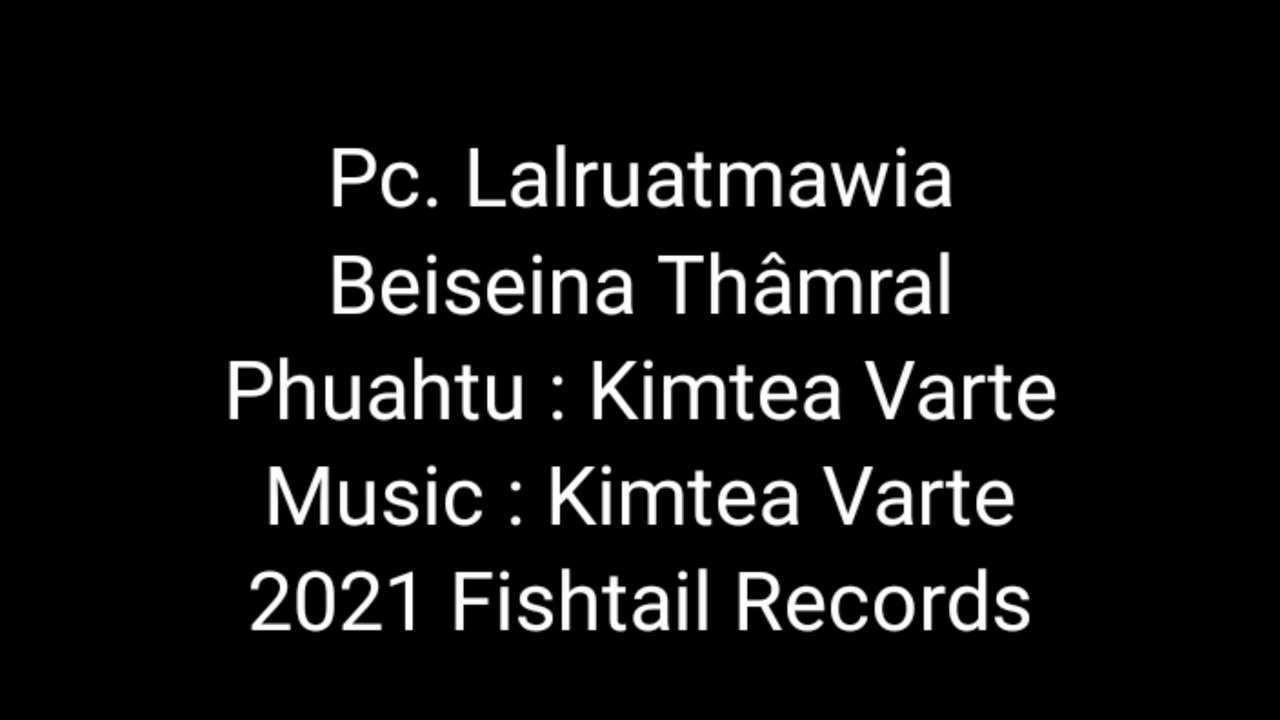 Pc. Lalruatmawia
Beiseina Thâmral
Phuahtu : Kimtea Varte
Music : Kimtea Varte
2021 Fishtail Records